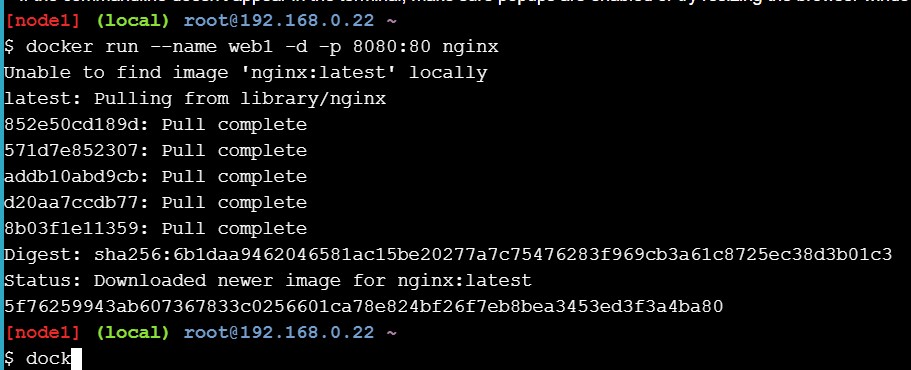 [node1] (local) root@192.168.0.22 ~
$ docker run --name web1 -d -p 8080:80 nginx
Unable to find image 'nginx:latest' locally
latest: Pulling from library/nginx
852e50cd189d: Pull complete
571d7e852307: Pull complete
addb10abd9cb: Pull complete
d20aa7ccdb77: Pull complete
8b03f1e11359: Pull complete
Digest: sha256:6b1daa9462046581ac15be20277a7c75476283f969cb3a61c8725ec38d3b01c3
Status: Downloaded newer image for nginx:latest
5f76259943ab607367833c0256601ca78e824bf26f7eb8bea3453ed3f3a4ba80
[node1] (local) root@192.168.0.22 ~
$ dock